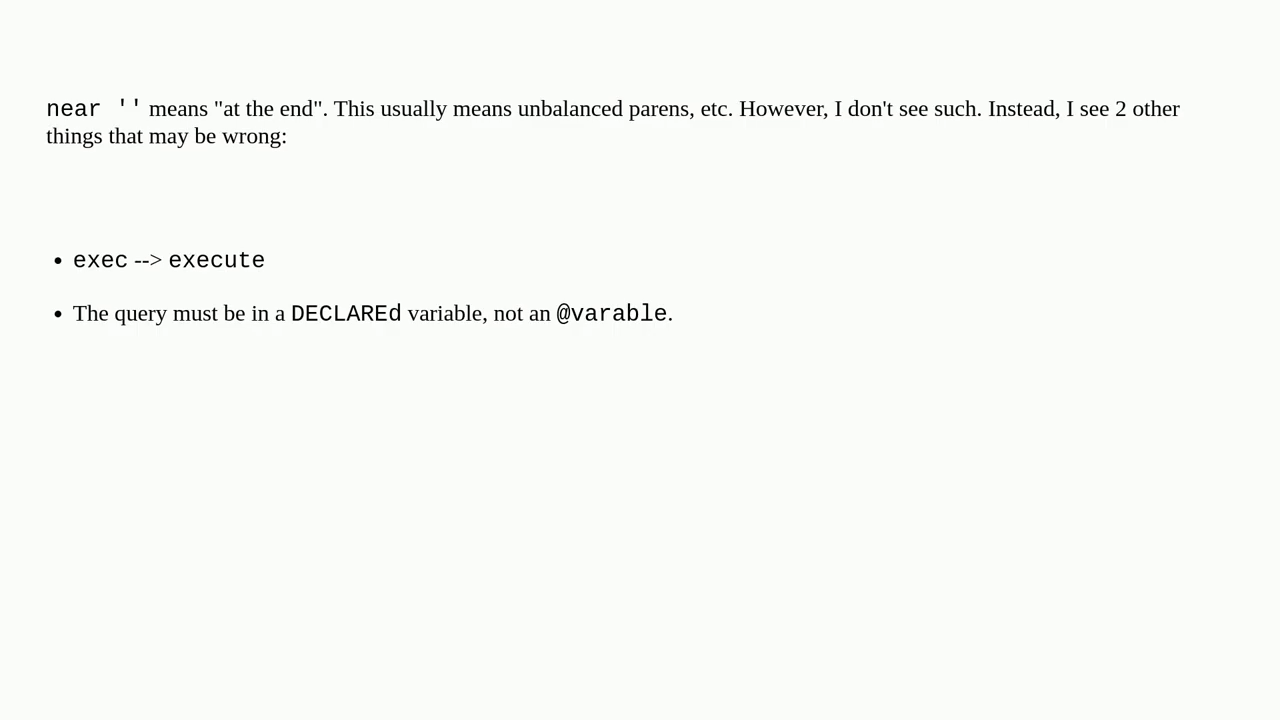 near '' means "at the end". This usually means unbalanced parens, etc. However, I don't see such. Instead, I see 2 other
things that may be wrong:
• exec --> execute
• The query must be in a DECLAREd variable, not an @varable.